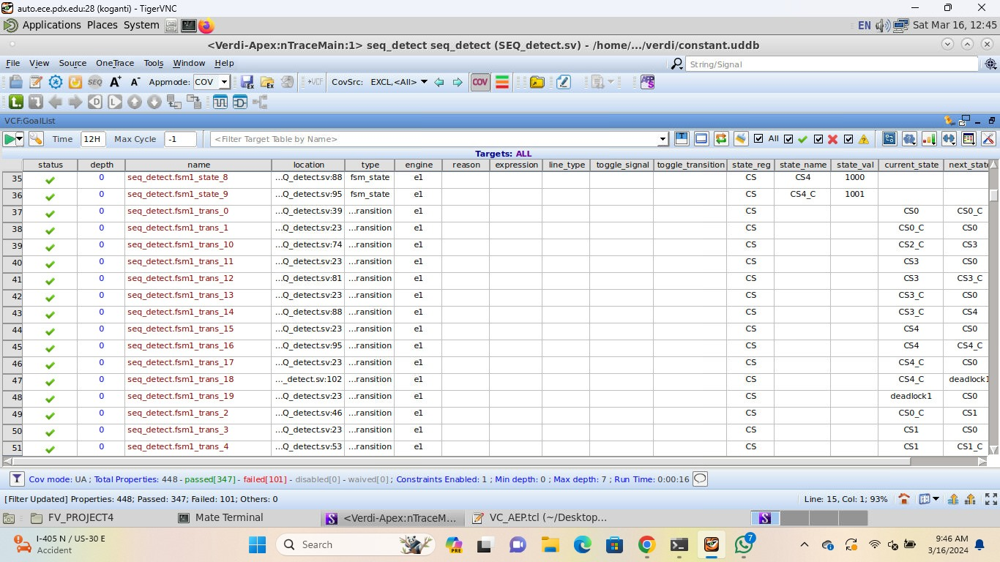 auto.ece.pdx.edu:28 (koganti) - TigerVNC
Applications Places System EN Sat Mar 16, 12:45
<Verdi-Apex:nTraceMain:1> seq_detect seq_detect (SEQ_detect.sv) - /home/.../verdi/constant.uddb
File View Source OneTrace Tools Window Help String/Signal
SEQ A+ A- Appmode: COV Ex Ex →VCF CovSrc: EXCL,<All> COV
VCF:GoalList
Time 12H Max Cycle -1 <Filter Target Table by Name> All
Targets: ALL
status depth name location type engine reason expression line_type toggle_signal toggle_transition state_reg state_name state_val current_state next_state
35 0 seq_detect.fsm1_state_8 ...Q_detect.sv:88 fsm_state e1 CS CS4 1000
36 0 seq_detect.fsm1_state_9 ...Q_detect.sv:95 fsm_state e1 CS CS4_C 1001
37 0 seq_detect.fsm1_trans_0 ...Q_detect.sv:39 ...ransition e1 CS CS0 CS0_C
38 0 seq_detect.fsm1_trans_1 ...Q_detect.sv:23 ...ransition e1 CS CS0_C CS0
39 0 seq_detect.fsm1_trans_10 ...Q_detect.sv:74 ...ransition e1 CS CS2_C CS3
40 0 seq_detect.fsm1_trans_11 ...Q_detect.sv:23 ...ransition e1 CS CS3 CS0
41 0 seq_detect.fsm1_trans_12 ...Q_detect.sv:81 ...ransition e1 CS CS3 CS3_C
42 0 seq_detect.fsm1_trans_13 ...Q_detect.sv:23 ...ransition e1 CS CS3_C CS0
43 0 seq_detect.fsm1_trans_14 ...Q_detect.sv:88 ...ransition e1 CS CS3_C CS4
44 0 seq_detect.fsm1_trans_15 ...Q_detect.sv:23 ...ransition e1 CS CS4 CS0
45 0 seq_detect.fsm1_trans_16 ...Q_detect.sv:95 ...ransition e1 CS CS4 CS4_C
46 0 seq_detect.fsm1_trans_17 ...Q_detect.sv:23 ...ransition e1 CS CS4_C CS0
47 0 seq_detect.fsm1_trans_18 ..._detect.sv:102 ...ransition e1 CS CS4_C deadlock1
48 0 seq_detect.fsm1_trans_19 ...Q_detect.sv:23 ...ransition e1 CS deadlock1 CS0
49 0 seq_detect.fsm1_trans_2 ...Q_detect.sv:46 ...ransition e1 CS CS0_C CS1
50 0 seq_detect.fsm1_trans_3 ...Q_detect.sv:23 ...ransition e1 CS CS1 CS0
51 0 seq_detect.fsm1_trans_4 ...Q_detect.sv:53 ...ransition e1 CS CS1 CS1_C
Cov mode: UA ; Total Properties: 448 - passed[347] - failed[101] - disabled[0] - waived[0] ; Constraints Enabled: 1 ; Min depth: 0 ; Max depth: 7 ; Run Time: 0:00:16
[Filter Updated] Properties: 448; Passed: 347; Failed: 101; Others: 0 Line: 15, Col: 1; 93%
FV_PROJECT4 Mate Terminal <Verdi-Apex:nTraceM... VC_AEP.tcl (~/Desktop...
I-405 N / US-30 E
Accident
Search PRE 7
9:46 AM
3/16/2024